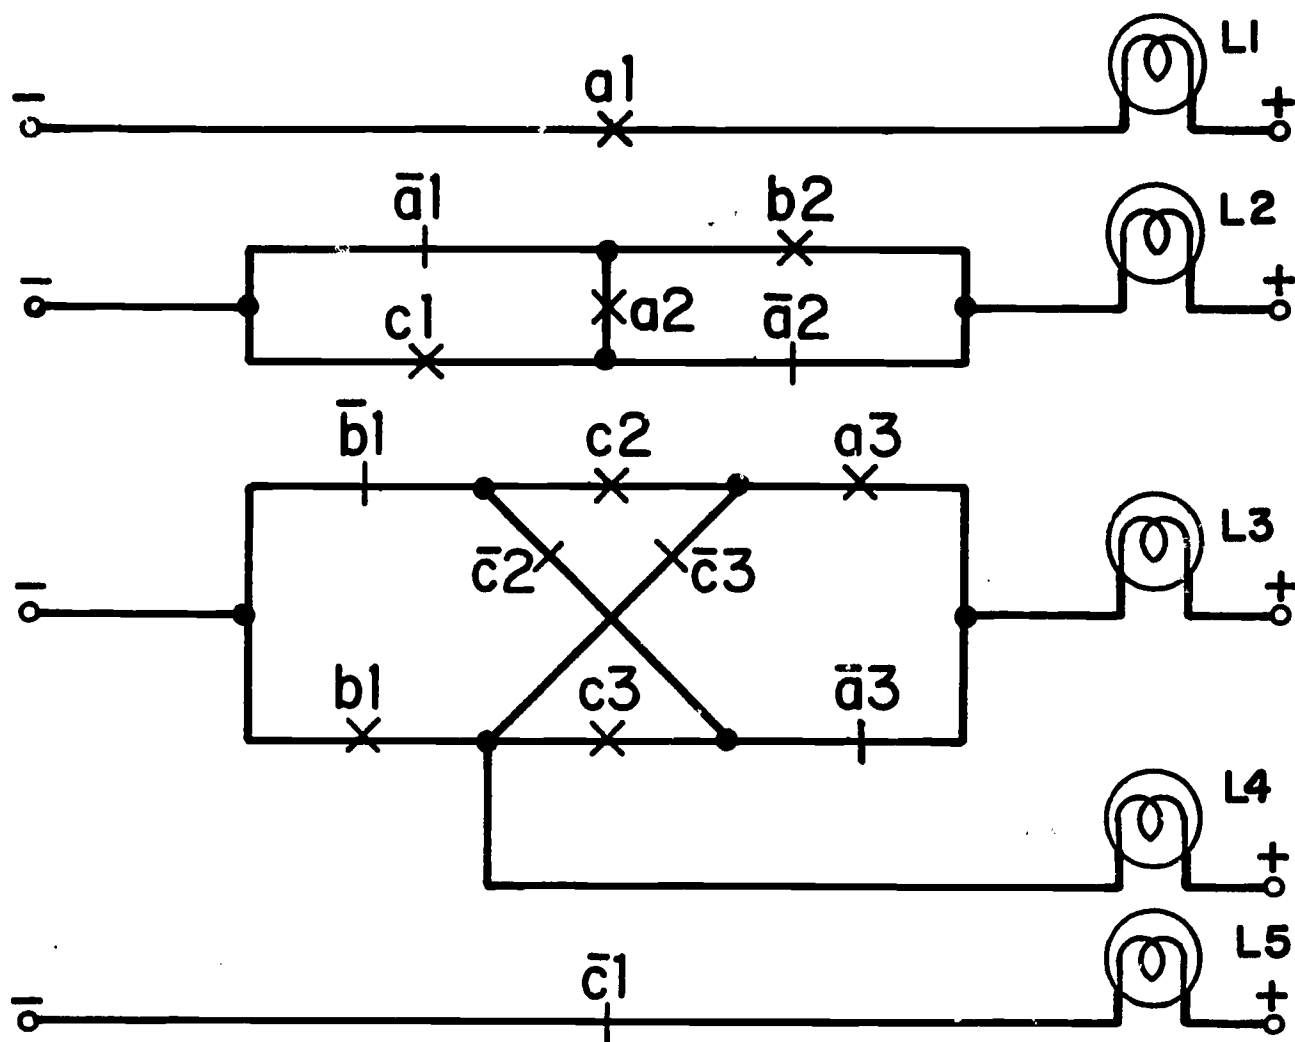 L1
a1
− +
ā1 b2 L2
− +
c1 a2 ā2
b̄1 c2 a3
L3
c̄2 c̄3
− +
b1 c3 ā3
L4
+
L5
c̄1
− +